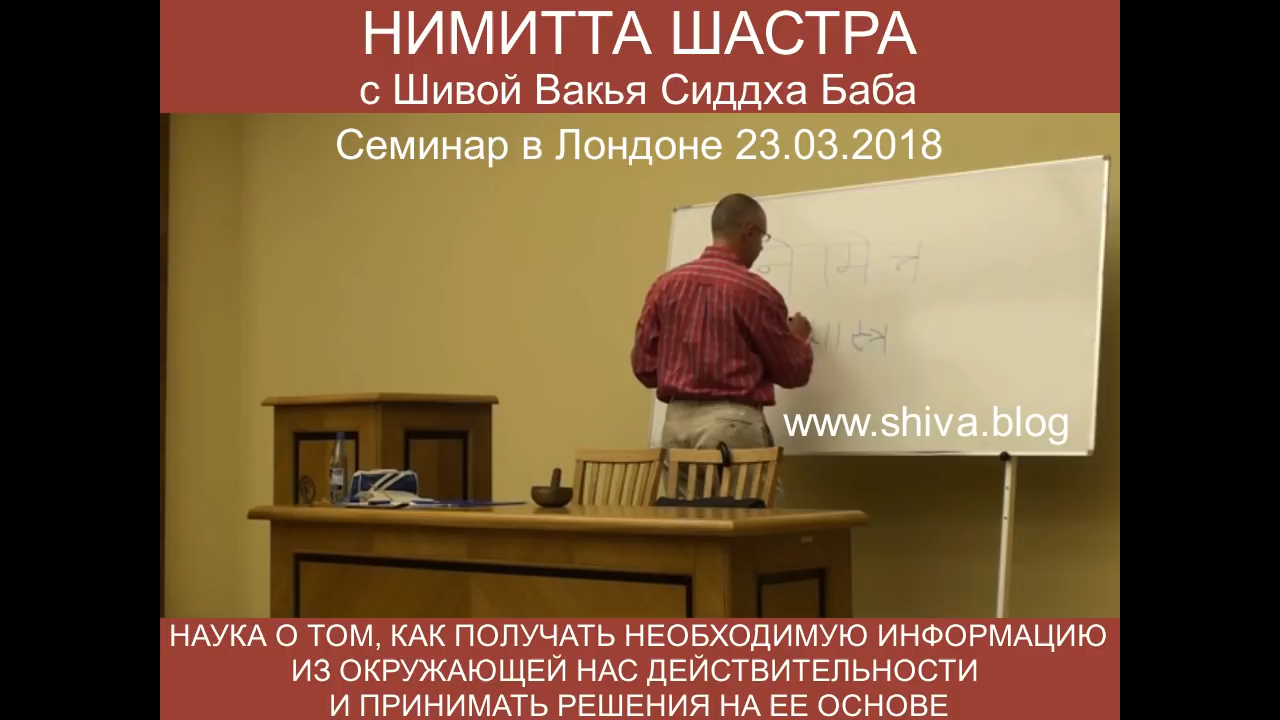 НИМИТТА ШАСТРА
с Шивой Вакья Сиддха Баба
Семинар в Лондоне 23.03.2018
www.shiva.blog
НАУКА О ТОМ, КАК ПОЛУЧАТЬ НЕОБХОДИМУЮ ИНФОРМАЦИЮ
ИЗ ОКРУЖАЮЩЕЙ НАС ДЕЙСТВИТЕЛЬНОСТИ
И ПРИНИМАТЬ РЕШЕНИЯ НА ЕЕ ОСНОВЕ